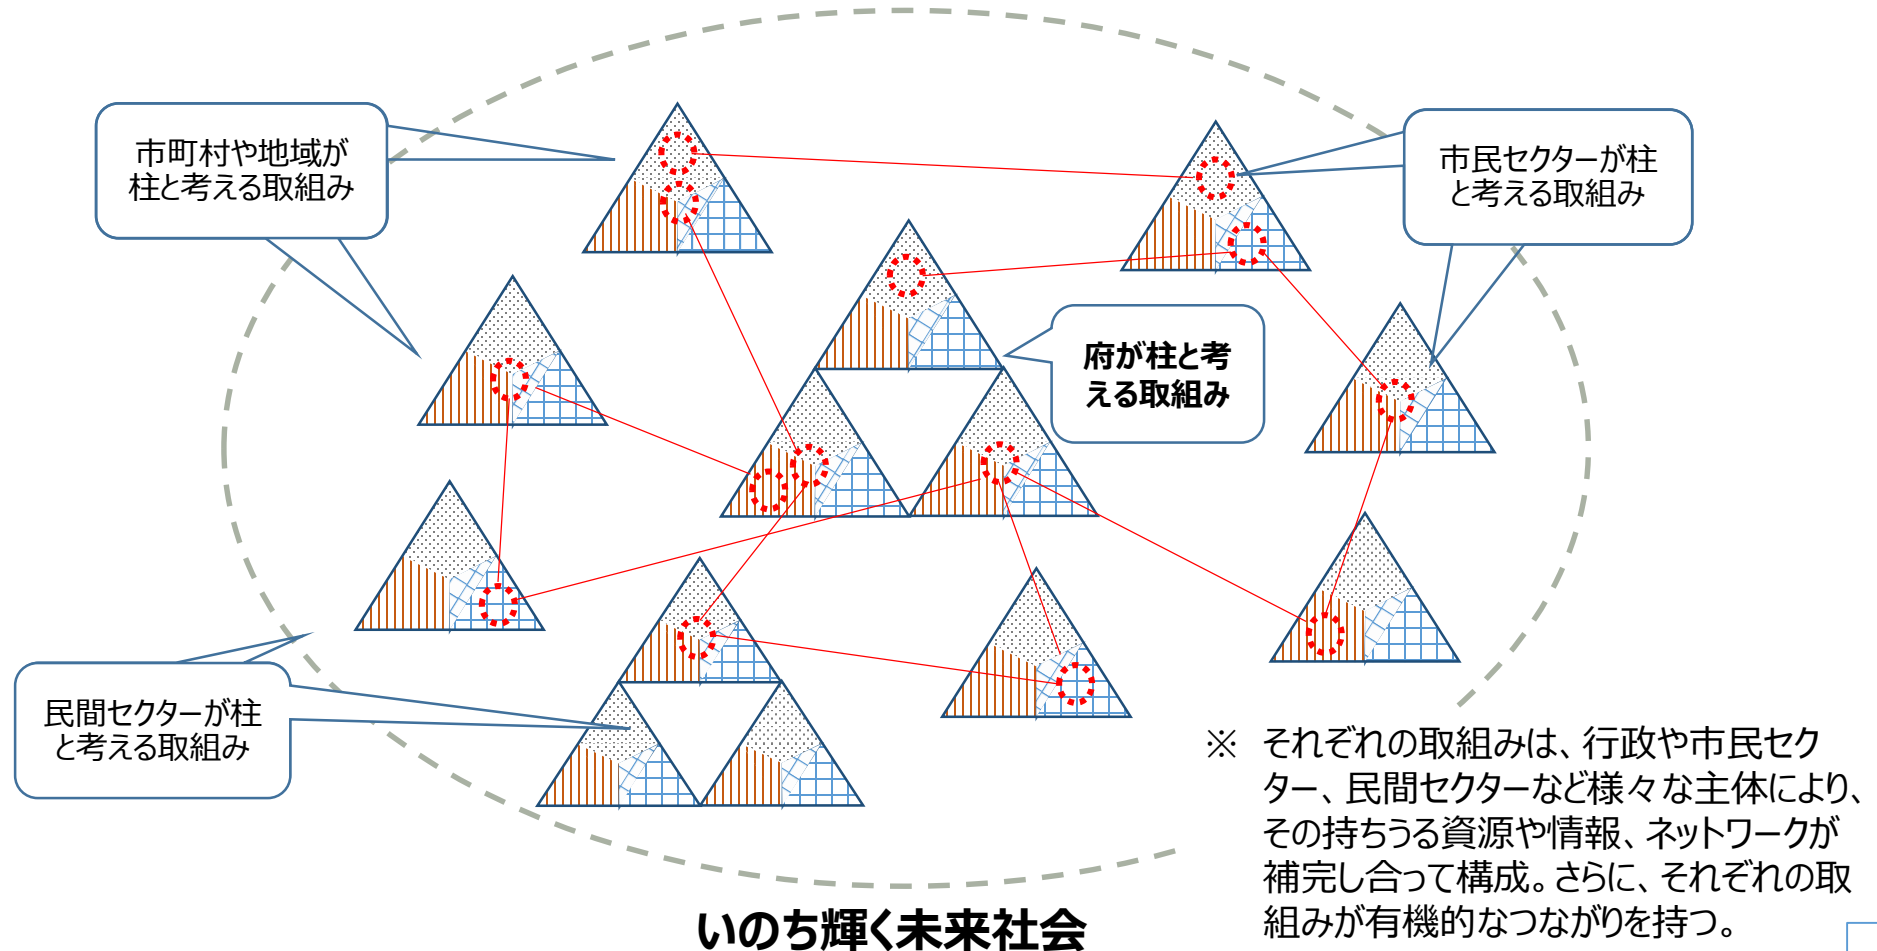 市町村や地域が
柱と考える取組み
市民セクターが柱
と考える取組み
府が柱と考
える取組み
民間セクターが柱
と考える取組み
※ それぞれの取組みは、行政や市民セク
ター、民間セクターなど様々な主体により、
その持ちうる資源や情報、ネットワークが
補完し合って構成。さらに、それぞれの取
組みが有機的なつながりを持つ。
いのち輝く未来社会